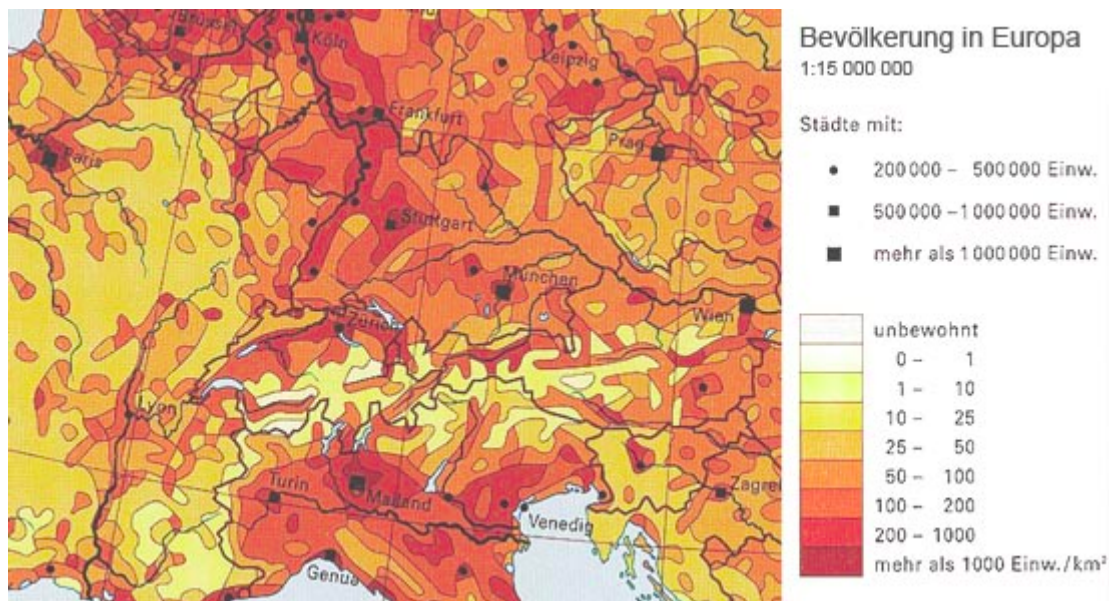 Brüssel
Köln
Leipzig
Frankfurt
Paris
Prag
Stuttgart
München
Wien
Zürich
Lyon
Turin
Mailand
Zagreb
Venedig
Genua
Bevölkerung in Europa
1:15 000 000
Städte mit:
200 000 – 500 000 Einw.
500 000 – 1 000 000 Einw.
mehr als 1 000 000 Einw.
unbewohnt
0 – 1
1 – 10
10 – 25
25 – 50
50 – 100
100 – 200
200 – 1000
mehr als 1000 Einw./km²